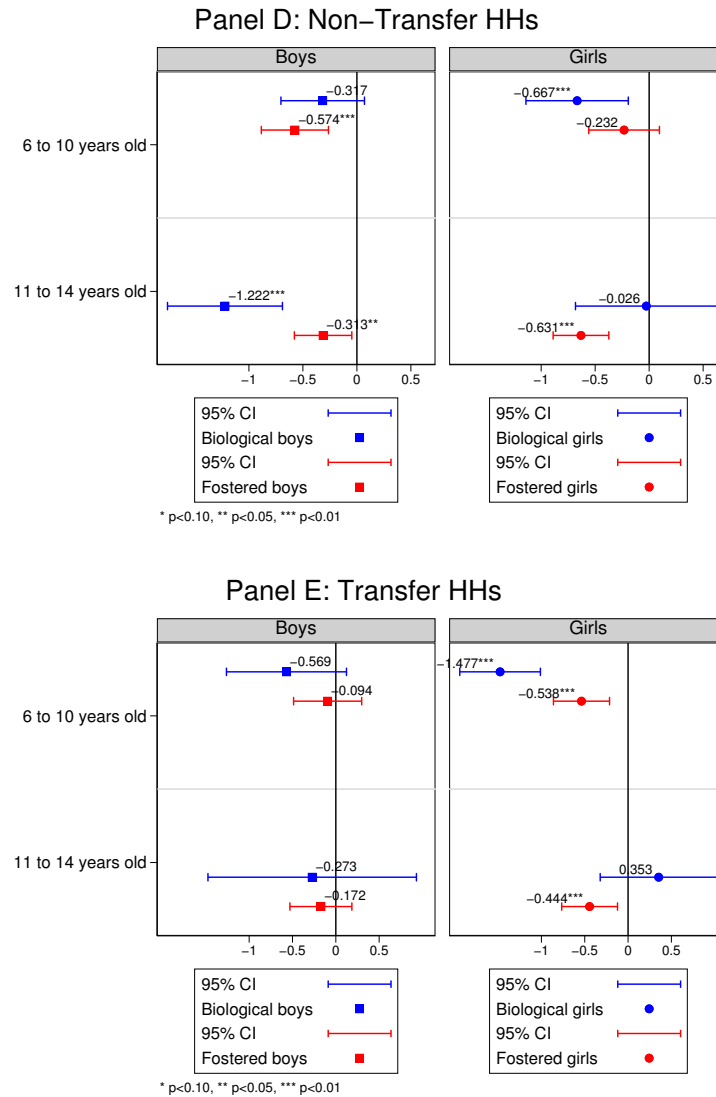 Panel D: Non−Transfer HHs
Boys
Girls
−0.317
−0.667***
−0.574***
−0.232
6 to 10 years old
−1.222***
−0.026
11 to 14 years old
−0.313**
−0.631***
−1 −0.5 0 0.5
−1 −0.5 0 0.5
95% CI
Biological boys
95% CI
Fostered boys
95% CI
Biological girls
95% CI
Fostered girls
* p<0.10, ** p<0.05, *** p<0.01
Panel E: Transfer HHs
Boys
Girls
−0.569
−1.477***
−0.094
−0.538***
6 to 10 years old
−0.273
0.353
11 to 14 years old
−0.172
−0.444***
−1 −0.5 0 0.5
−1 −0.5 0 0.5
95% CI
Biological boys
95% CI
Fostered boys
95% CI
Biological girls
95% CI
Fostered girls
* p<0.10, ** p<0.05, *** p<0.01